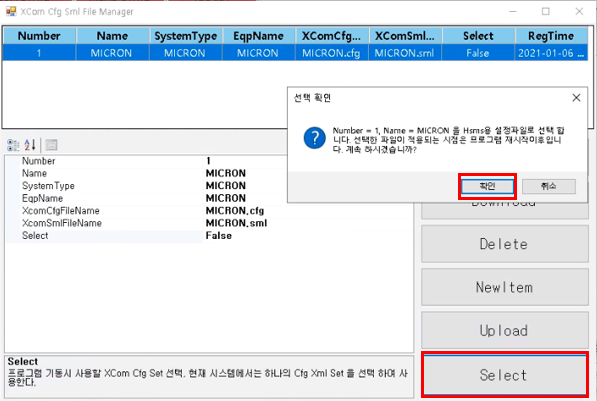 XCom Cfg Sml File Manager
Number Name SystemType EqpName XComCfg... XComSml... Select RegTime
1 MICRON MICRON MICRON MICRON.cfg MICRON.sml False 2021-01-06 ...
선택 확인
Number = 1, Name = MICRON 을 Hsms용 설정파일로 선택 합
니다. 선택한 파일이 적용되는 시점은 프로그램 재시작이후입니
다. 계속 하시겠습니까?
확인 취소
Number 1
Name MICRON
SystemType MICRON
EqpName MICRON
XcomCfgFileName MICRON.cfg
XcomSmlFileName MICRON.sml
Select False
Download
Delete
NewItem
Upload
Select
Select
프로그램 기동시 사용할 XCom Cfg Set 선택, 현재 시스템에서는 하나의 Cfg Xml Set 을 선택 하여 사
용한다.